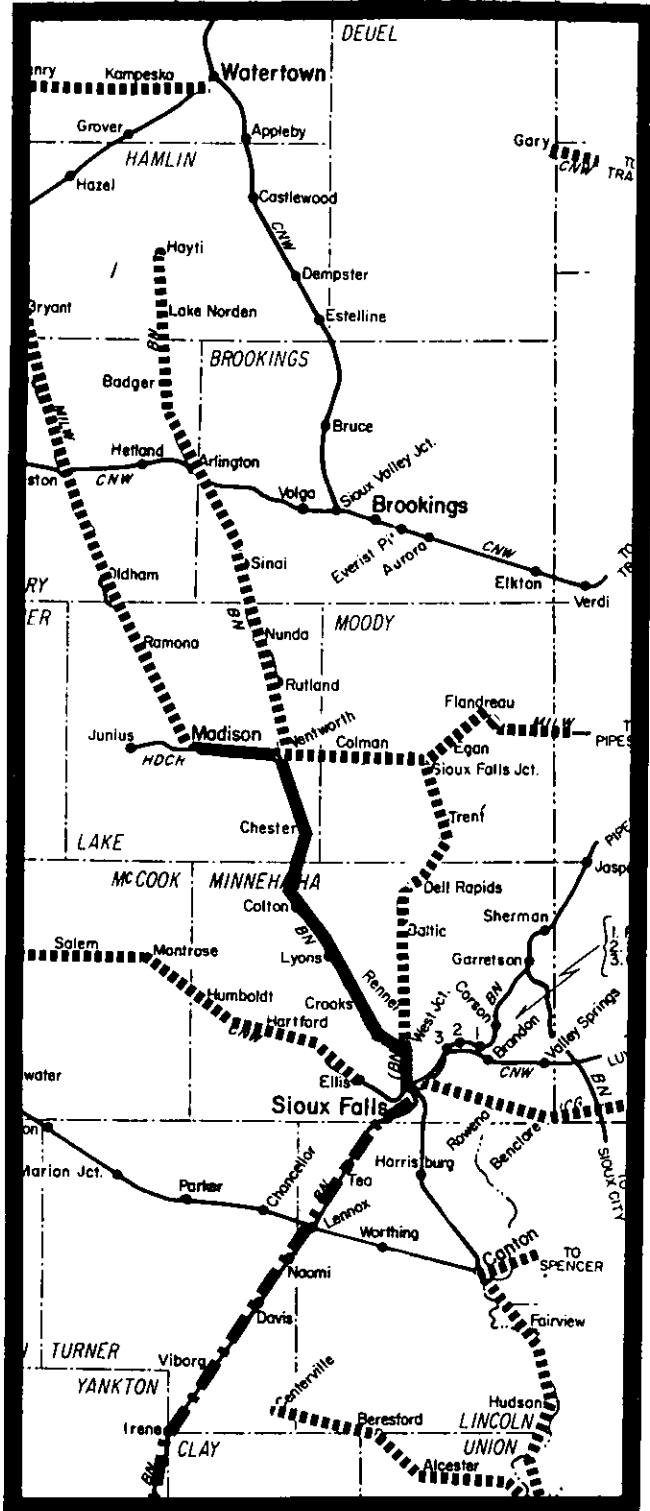 DEUEL
Kampeska
Watertown
Grover
Appleby
Gary
HAMLIN
CNW
Hazel
Castlewood
CNW
Hayti
Dempster
Bryant
Lake Norden
Estelline
BN
BROOKINGS
Badger
MILW
Bruce
Hetland
Arlington
CNW
Volga
Sioux Valley Jct.
Brookings
Everist Pit
Aurora
CNW
Sinai
Elkton
Verdi
Oldham
BN
Nunda
MOODY
Ramona
Rutland
Flandreau
MILW
Junius
Madison
Wentworth
Colman
Egan
HDCR
Sioux Falls Jct.
Trent
Chester
LAKE
McCOOK
MINNEHAHA
Dell Rapids
Colton
Baltic
Sherman
BN
Salem
Montrose
Lyons
Garretson
Renner
Humboldt
Crooks
West Jct.
Corson
BN
Hartford
CNW
3
2
1
Brandon
Valley Springs
(BN)
CNW
Ellis
BN
Sioux Falls
ICG
Rowena
Benclare
Marion Jct.
Harrisburg
TO
SIOUX CITY
Parker
Chancellor
BN
Tea
Lennox
Worthing
Canton
TO
SPENCER
Naomi
Davis
Fairview
TURNER
Viborg
YANKTON
Centerville
Hudson
Irene
Beresford
LINCOLN
CLAY
UNION
Alcester
BN